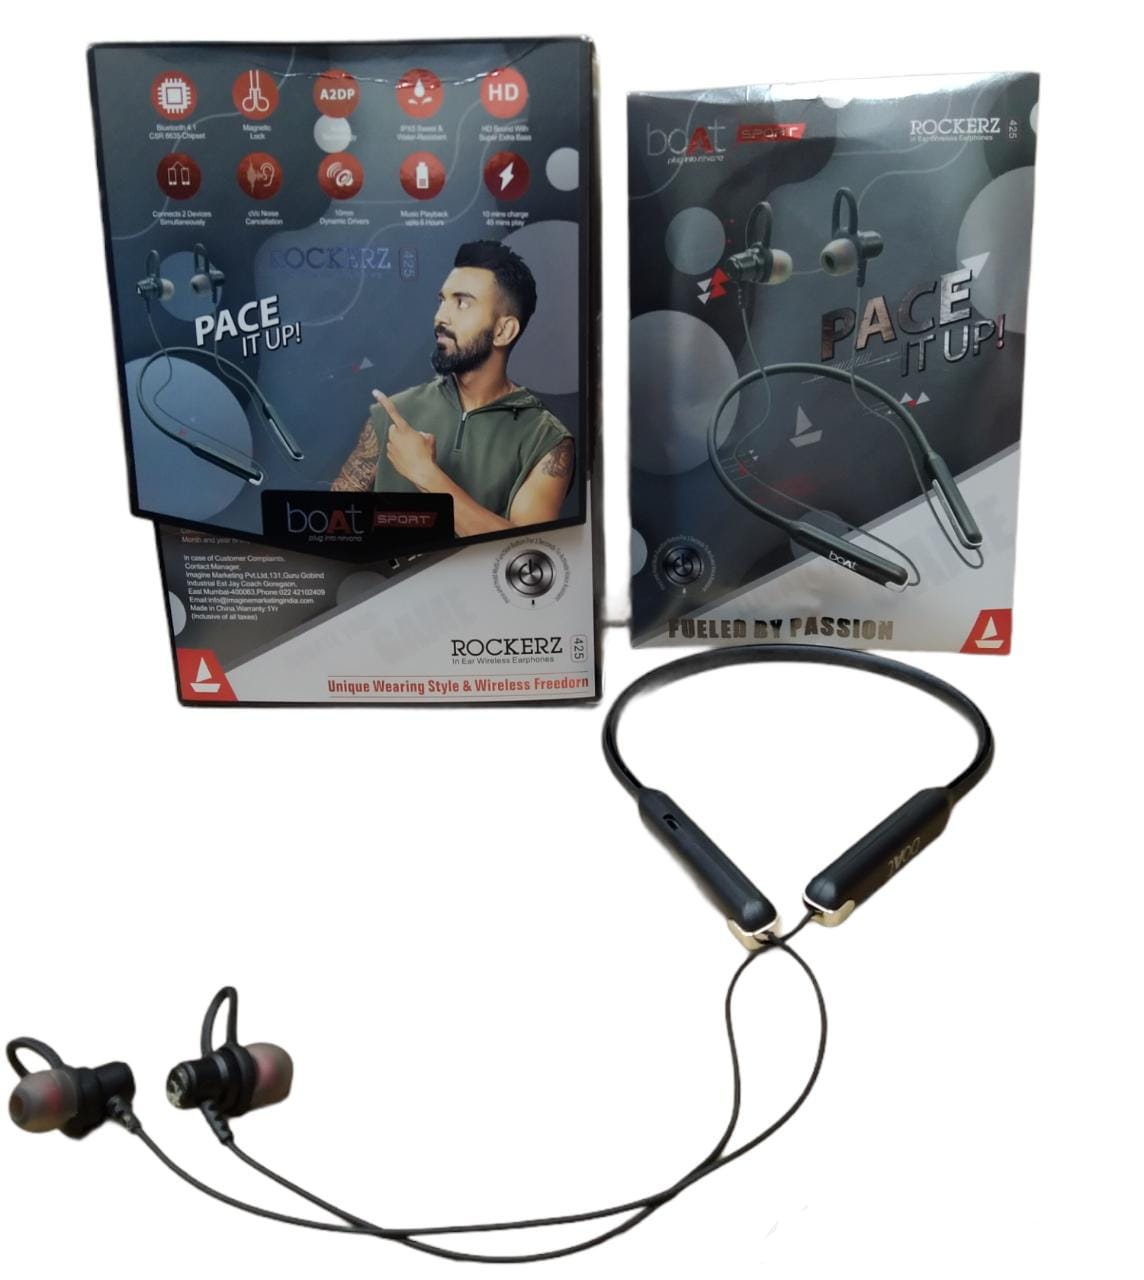 A2DP
HD
Bluetooth 4.1
CSR 8635 Chipset
Magnetic
Lock
IPX5 Sweat &
Water-Resistant
HD Sound With
Super Extra Bass
Connects 2 Devices
Simultaneously
cVc Noise
Cancellation
10mm
Dynamic Drivers
Music Playback
upto 6 Hours
10 mins charge
45 mins play
ROCKERZ 425
PACE
IT UP!
boAt SPORT
plug into nirvana
Month and year
In case of Customer Complaints,
Contact Manager,
Imagine Marketing Pvt.Ltd,131,Guru Gobind
Industrial Est Jay Coach Goregaon,
East Mumbai-400063,Phone:022 42102409
Email:info@imaginemarketingindia.com
Made in China,Warranty:1Yr
(Inclusive of all taxes)
ROCKERZ 425
In Ear Wireless Earphones
Unique Wearing Style & Wireless Freedom
boAt SPORT
plug into nirvana
ROCKERZ 425
In Ear Wireless Earphones
PACE
IT UP!
boAt
FUELED BY PASSION
boAt